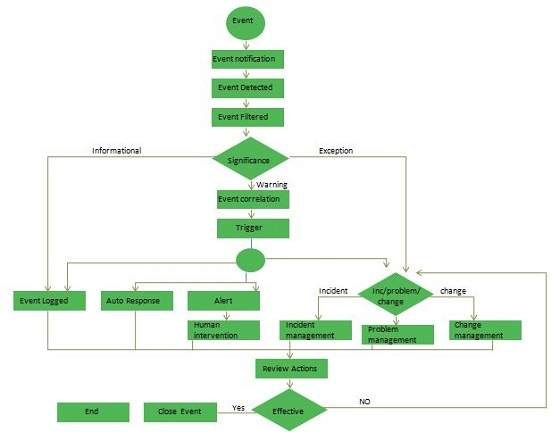 Event
Event notification
Event Detected
Event Filtered
Informational
Significance
Exception
Warning
Event correlation
Trigger
Event Logged
Auto Response
Alert
Incident
Inc/problem/
change
change
Human
intervention
Incident
management
Problem
management
Change
management
Review Actions
End
Close Event
Yes
Effective
NO